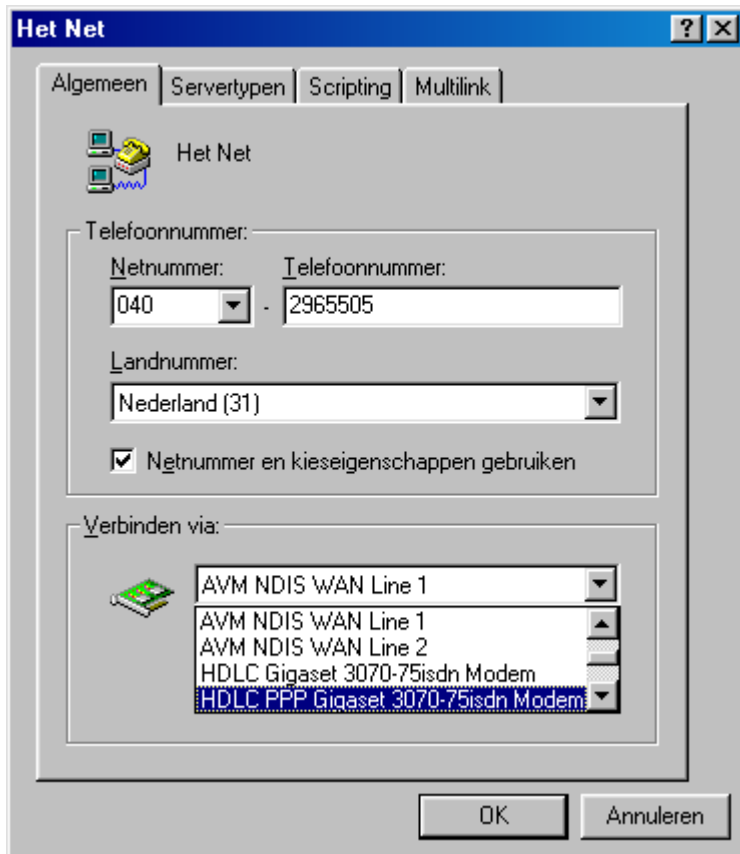 Het Net
Algemeen Servertypen Scripting Multilink
Het Net
Telefoonnummer:
Netnummer: Telefoonnummer:
040 - 2965505
Landnummer:
Nederland (31)
Netnummer en kieseigenschappen gebruiken
Verbinden via:
AVM NDIS WAN Line 1
AVM NDIS WAN Line 1
AVM NDIS WAN Line 2
HDLC Gigaset 3070-75isdn Modem
HDLC PPP Gigaset 3070-75isdn Modem
OK Annuleren